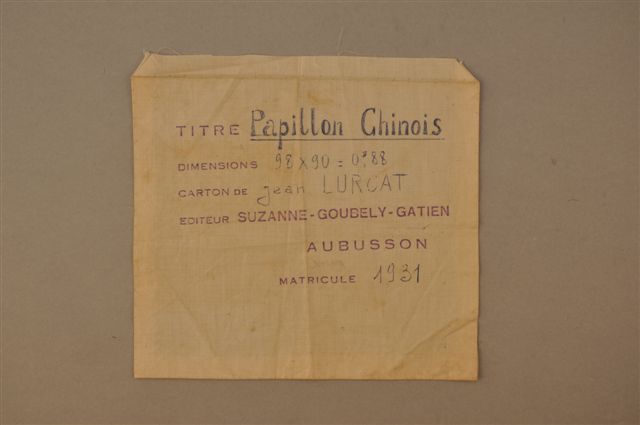 TITRE Papillon Chinois
DIMENSIONS 98 x 90 = 0.88
CARTON DE jean LURCAT
EDITEUR SUZANNE-GOUBELY-GATIEN
AUBUSSON
MATRICULE 1931